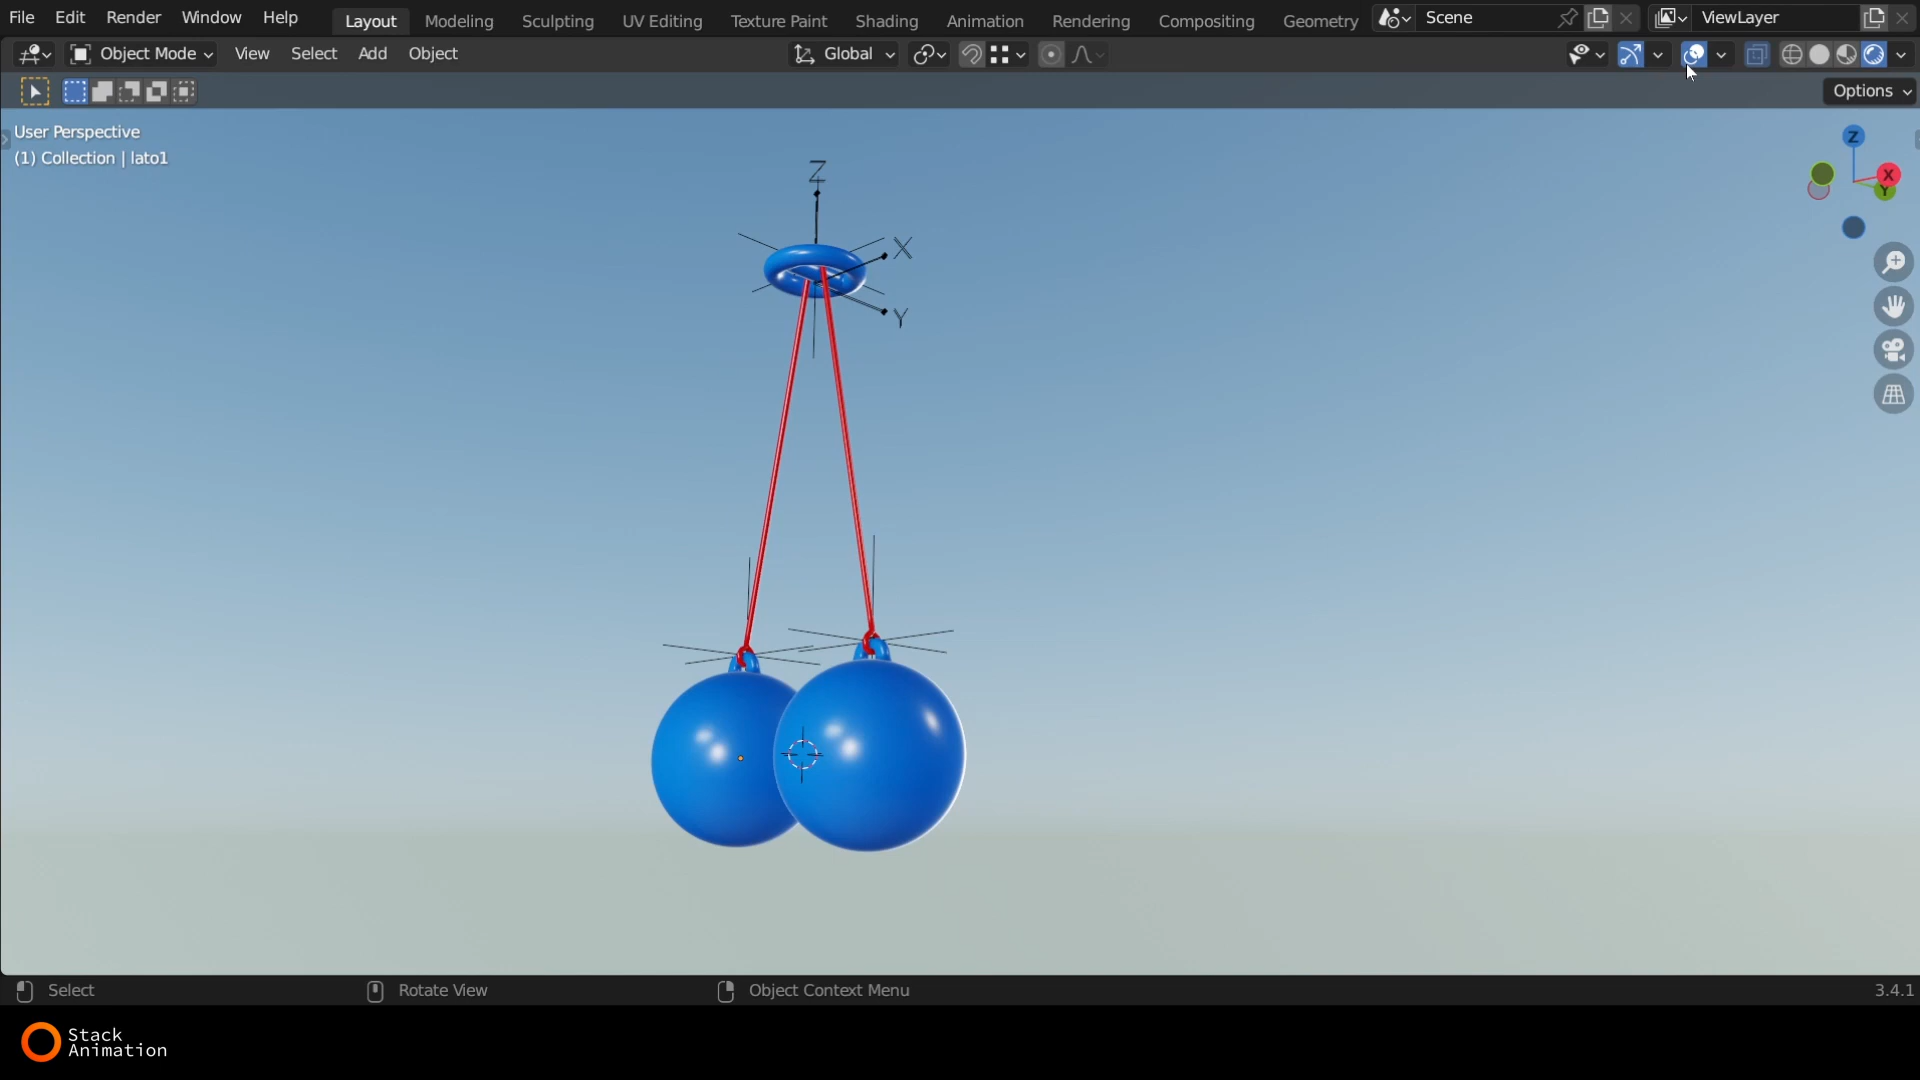 File Edit Render Window Help Layout Modeling Sculpting UV Editing Texture Paint Shading Animation Rendering Compositing Geometry Scene ViewLayer
Object Mode View Select Add Object Global
Options
User Perspective
(1) Collection | lato1
Z
X
Y
Z
X
Y
Select Rotate View Object Context Menu 3.4.1
Stack
Animation